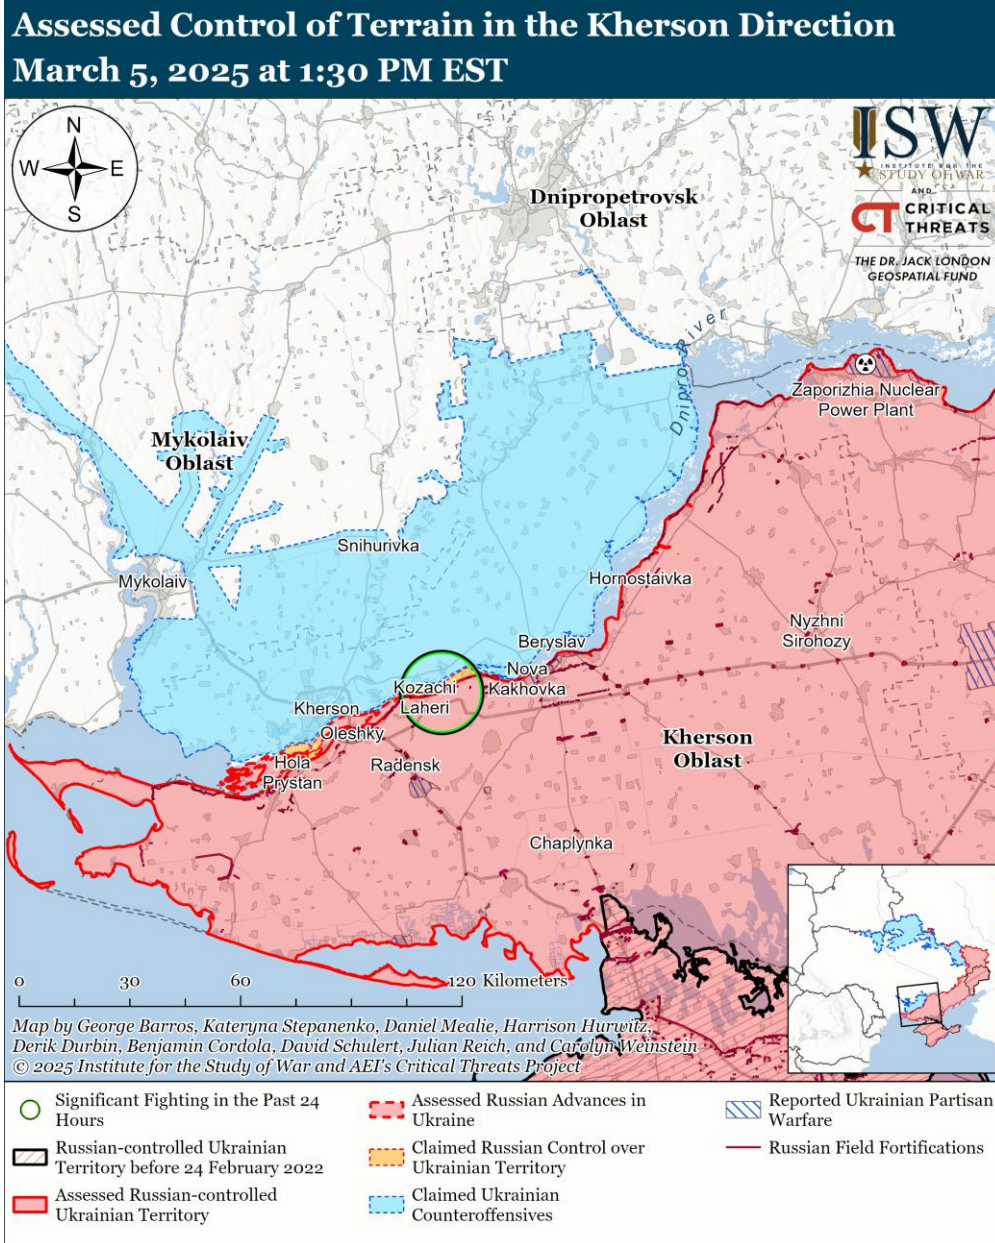 Assessed Control of Terrain in the Kherson Direction
March 5, 2025 at 1:30 PM EST
N
W
E
S
ISW
INSTITUTE FOR THE
STUDY OF WAR
AND
CT CRITICAL
THREATS
THE DR. JACK LONDON
GEOSPATIAL FUND
Dnipropetrovsk
Oblast
Dnipro River
Zaporizhia Nuclear
Power Plant
Mykolaiv
Oblast
Snihurivka
Mykolaiv
Hornostaivka
Nyzhni
Sirohozy
Beryslav
Nova
Kakhovka
Kozachi
Laheri
Kherson
Oleshky
Kherson
Oblast
Hola
Prystan
Radensk
Chaplynka
0 30 60 120 Kilometers
Map by George Barros, Kateryna Stepanenko, Daniel Mealie, Harrison Hurwitz,
Derik Durbin, Benjamin Cordola, David Schulert, Julian Reich, and Carolyn Weinstein
© 2025 Institute for the Study of War and AEI's Critical Threats Project
Significant Fighting in the Past 24
Hours
Russian-controlled Ukrainian
Territory before 24 February 2022
Assessed Russian-controlled
Ukrainian Territory
Assessed Russian Advances in
Ukraine
Claimed Russian Control over
Ukrainian Territory
Claimed Ukrainian
Counteroffensives
Reported Ukrainian Partisan
Warfare
Russian Field Fortifications